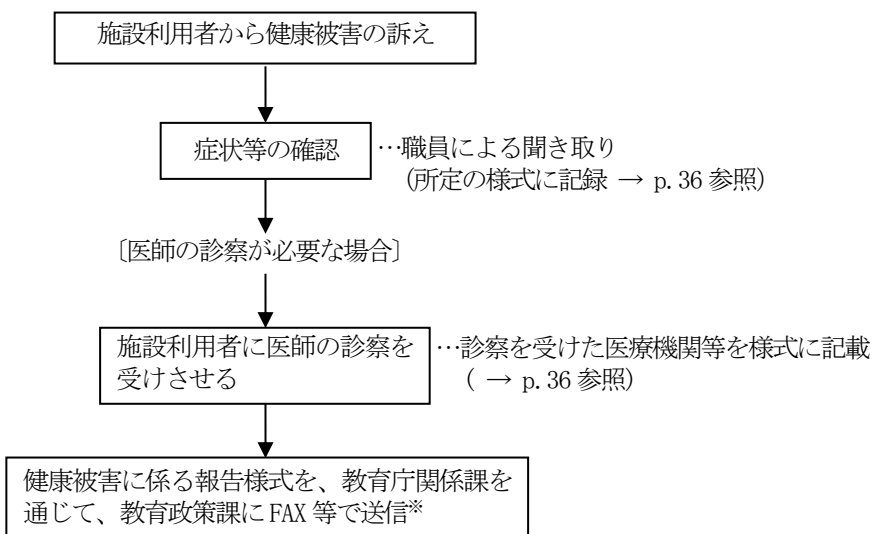 施設利用者から健康被害の訴え
症状等の確認
…職員による聞き取り
(所定の様式に記録 → p.36 参照)
〔医師の診察が必要な場合〕
施設利用者に医師の診察を
受けさせる
…診察を受けた医療機関等を様式に記載
( → p.36 参照)
健康被害に係る報告様式を、教育庁関係課を
通じて、教育政策課に FAX 等で送信※